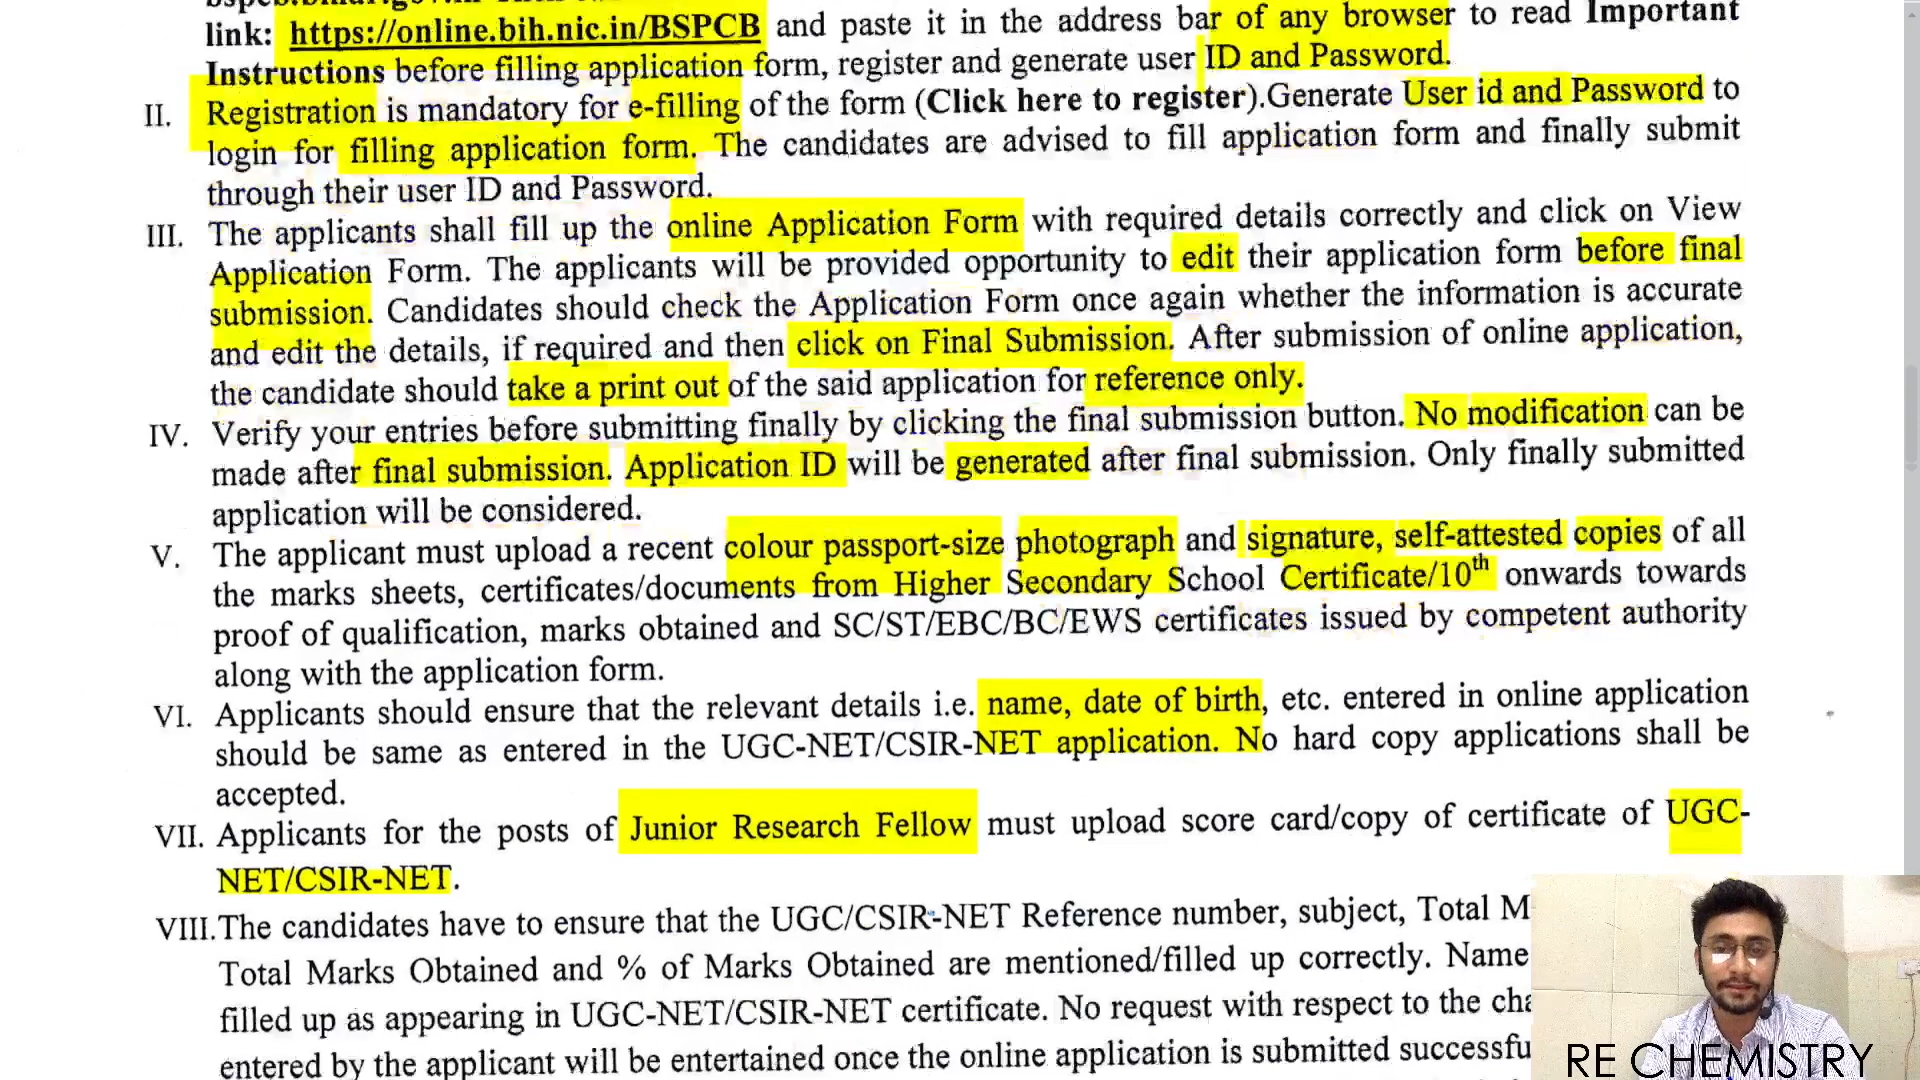 link: https://online.bih.nic.in/BSPCB and paste it in the address bar of any browser to read Important
Instructions before filling application form, register and generate user ID and Password.
II. Registration is mandatory for e-filling of the form (Click here to register).Generate User id and Password to
login for filling application form. The candidates are advised to fill application form and finally submit
through their user ID and Password.
III. The applicants shall fill up the online Application Form with required details correctly and click on View
Application Form. The applicants will be provided opportunity to edit their application form before final
submission. Candidates should check the Application Form once again whether the information is accurate
and edit the details, if required and then click on Final Submission. After submission of online application,
the candidate should take a print out of the said application for reference only.
IV. Verify your entries before submitting finally by clicking the final submission button. No modification can be
made after final submission. Application ID will be generated after final submission. Only finally submitted
application will be considered.
V. The applicant must upload a recent colour passport-size photograph and signature, self-attested copies of all
the marks sheets, certificates/documents from Higher Secondary School Certificate/10th onwards towards
proof of qualification, marks obtained and SC/ST/EBC/BC/EWS certificates issued by competent authority
along with the application form.
VI. Applicants should ensure that the relevant details i.e. name, date of birth, etc. entered in online application
should be same as entered in the UGC-NET/CSIR-NET application. No hard copy applications shall be
accepted.
VII. Applicants for the posts of Junior Research Fellow must upload score card/copy of certificate of UGC-
NET/CSIR-NET.
VIII. The candidates have to ensure that the UGC/CSIR-NET Reference number, subject, Total M
Total Marks Obtained and % of Marks Obtained are mentioned/filled up correctly. Name
filled up as appearing in UGC-NET/CSIR-NET certificate. No request with respect to the cha
entered by the applicant will be entertained once the online application is submitted successfu
RE CHEMISTRY